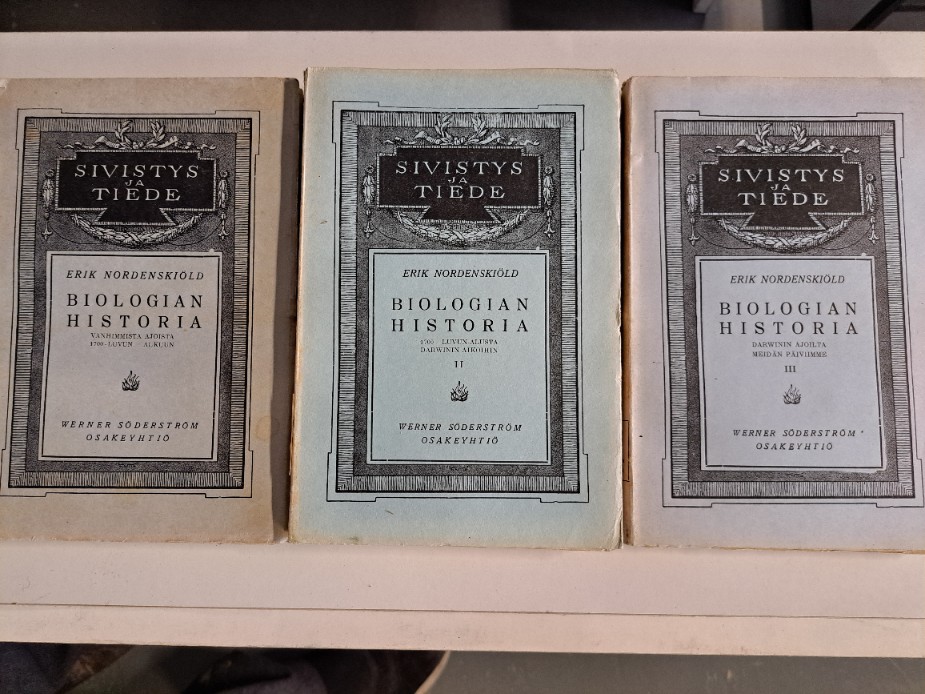 SIVISTYS
JA
TIEDE
ERIK NORDENSKIÖLD
BIOLOGIAN
HISTORIA
VANHIMMISTA AJOISTA
1700-LUVUN ALKUUN
WERNER SÖDERSTRÖM
OSAKEYHTIÖ
SIVISTYS
JA
TIEDE
ERIK NORDENSKIÖLD
BIOLOGIAN
HISTORIA
1700-LUVUN ALUSTA
DARWININ AIKOIHIN
II
WERNER SÖDERSTRÖM
OSAKEYHTIÖ
SIVISTYS
JA
TIEDE
ERIK NORDENSKIÖLD
BIOLOGIAN
HISTORIA
DARWININ AJOILTA
MEIDÄN PÄIVIIMME
III
WERNER SÖDERSTRÖM
OSAKEYHTIÖ